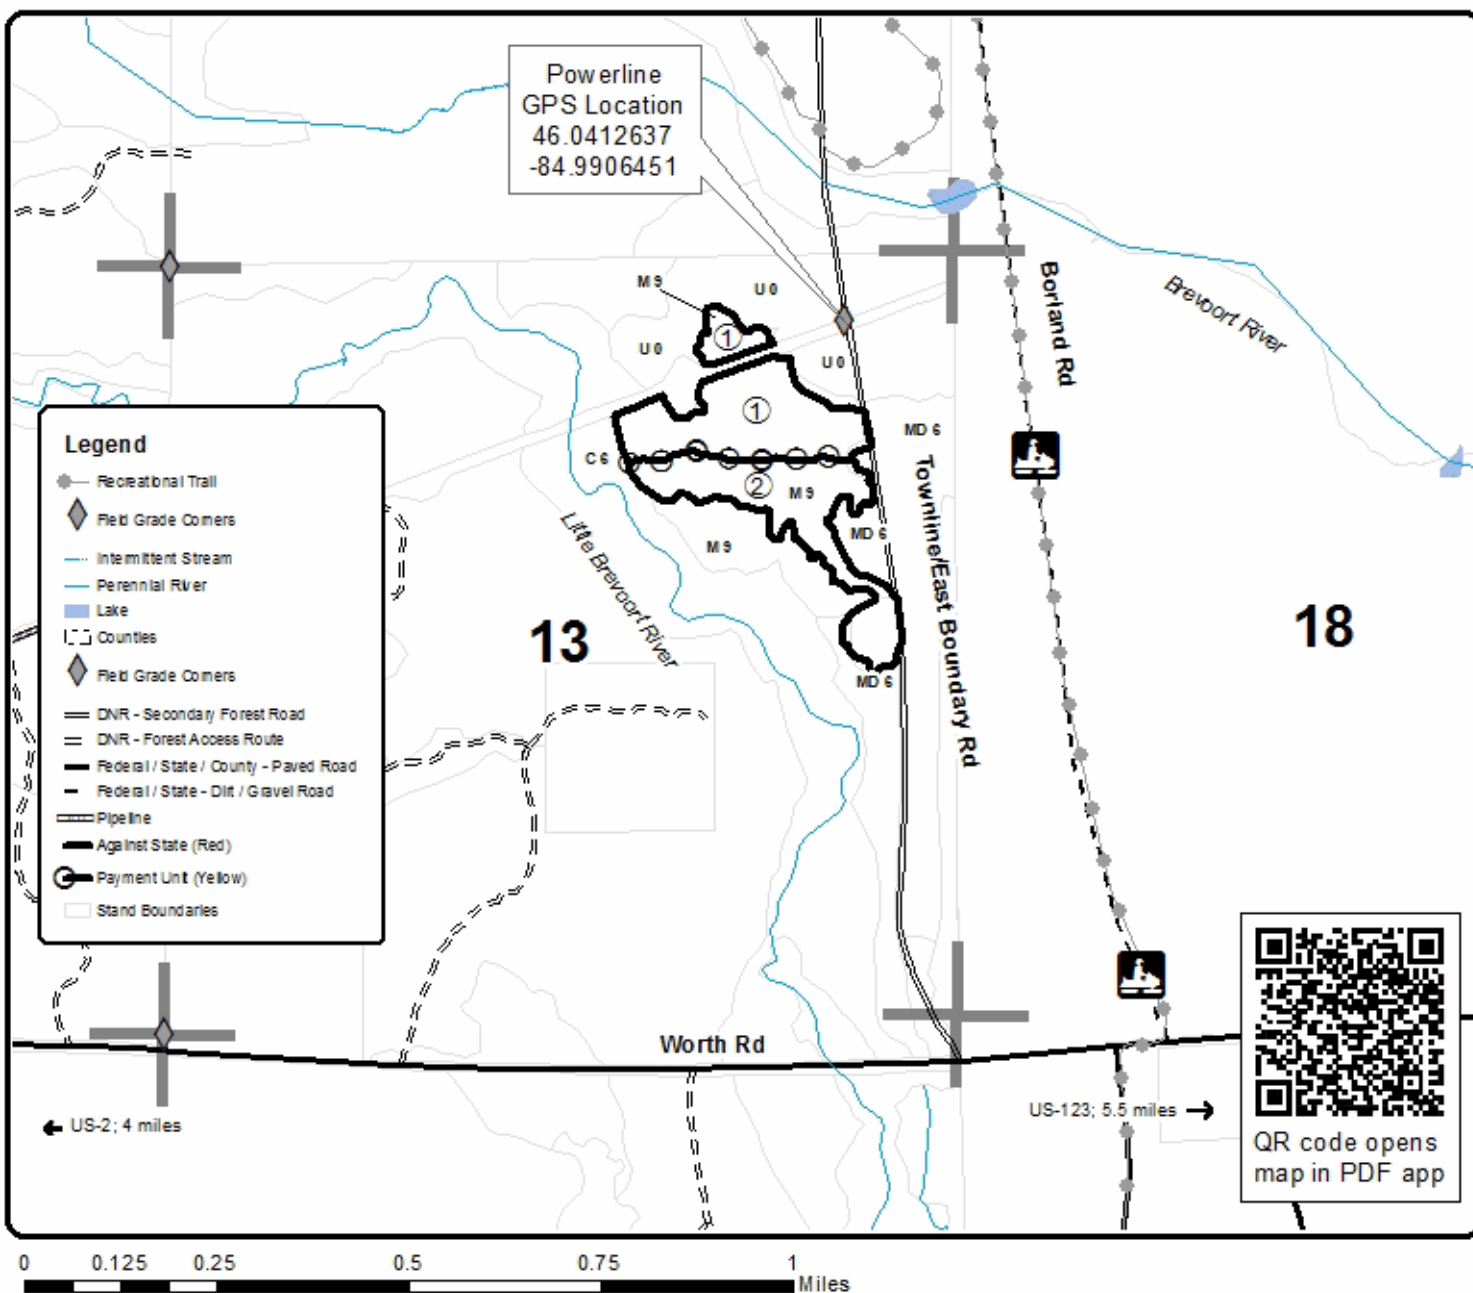 Powerline
GPS Location
46.0412637
-84.9906451
M 9
U 0
U 0
U 0
1
1
C 6
2
M 9
M 9
MD 6
MD 6
MD 6
Borland Rd
Brevoort River
Townline/East Boundary Rd
Little Brevoort River
13
18
Legend
Recreational Trail
Field Grade Corners
Intermittent Stream
Perennial River
Lake
Counties
Field Grade Corners
DNR - Secondary Forest Road
DNR - Forest Access Route
Federal / State / County - Paved Road
Federal / State - Dirt / Gravel Road
Pipeline
Against State (Red)
Payment Unit (Yellow)
Stand Boundaries
Worth Rd
US-2; 4 miles
US-123; 5.5 miles
QR code opens
map in PDF app
0 0.125 0.25 0.5 0.75 1
Miles